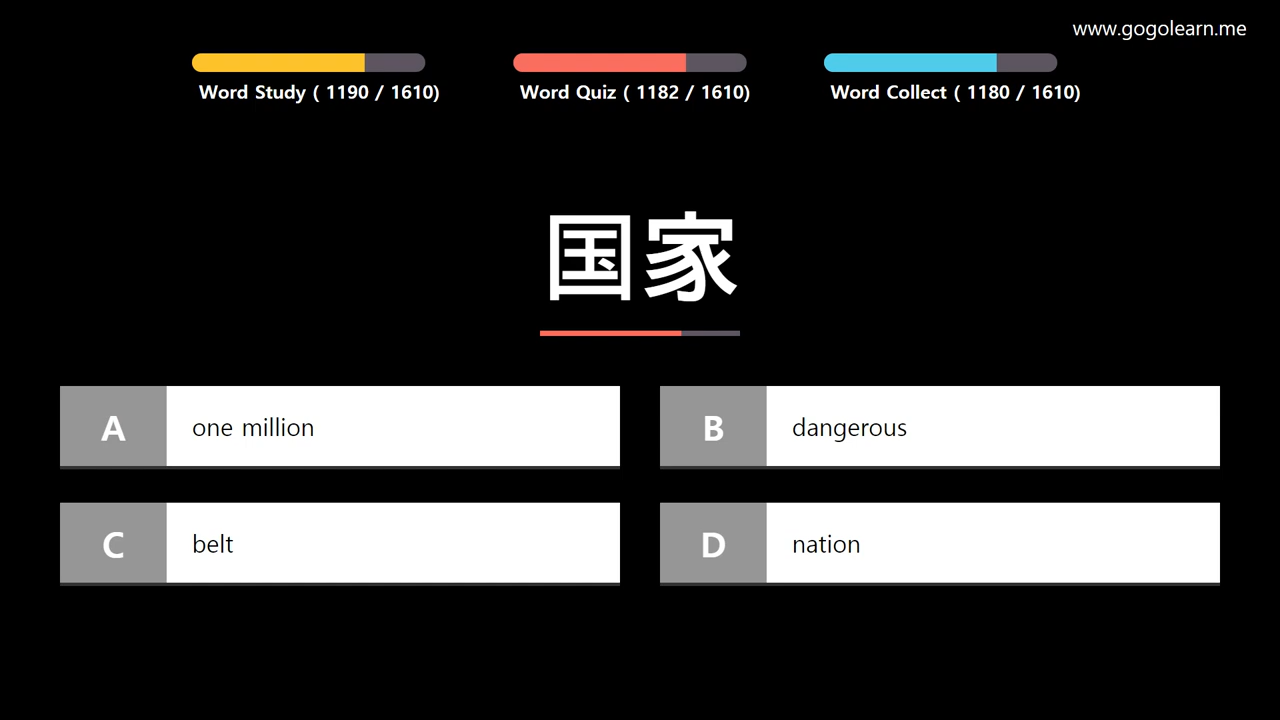 www.gogolearn.me
Word Study ( 1190 / 1610)
Word Quiz ( 1182 / 1610)
Word Collect ( 1180 / 1610)
国家
A one million
B dangerous
C belt
D nation